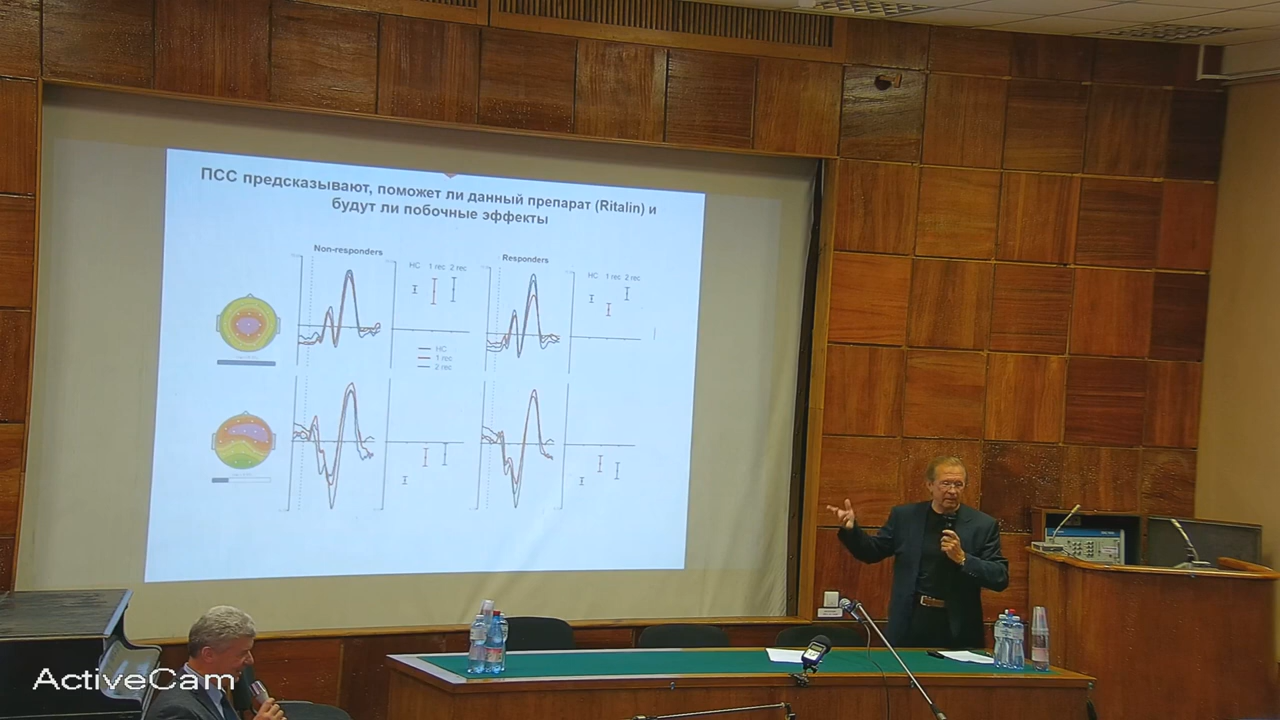 ПСС предсказывают, поможет ли данный препарат (Ritalin) и
будут ли побочные эффекты
Non-responders
Responders
HC 1 rec 2 rec
HC 1 rec 2 rec
HC
1 rec
2 rec
ActiveCam